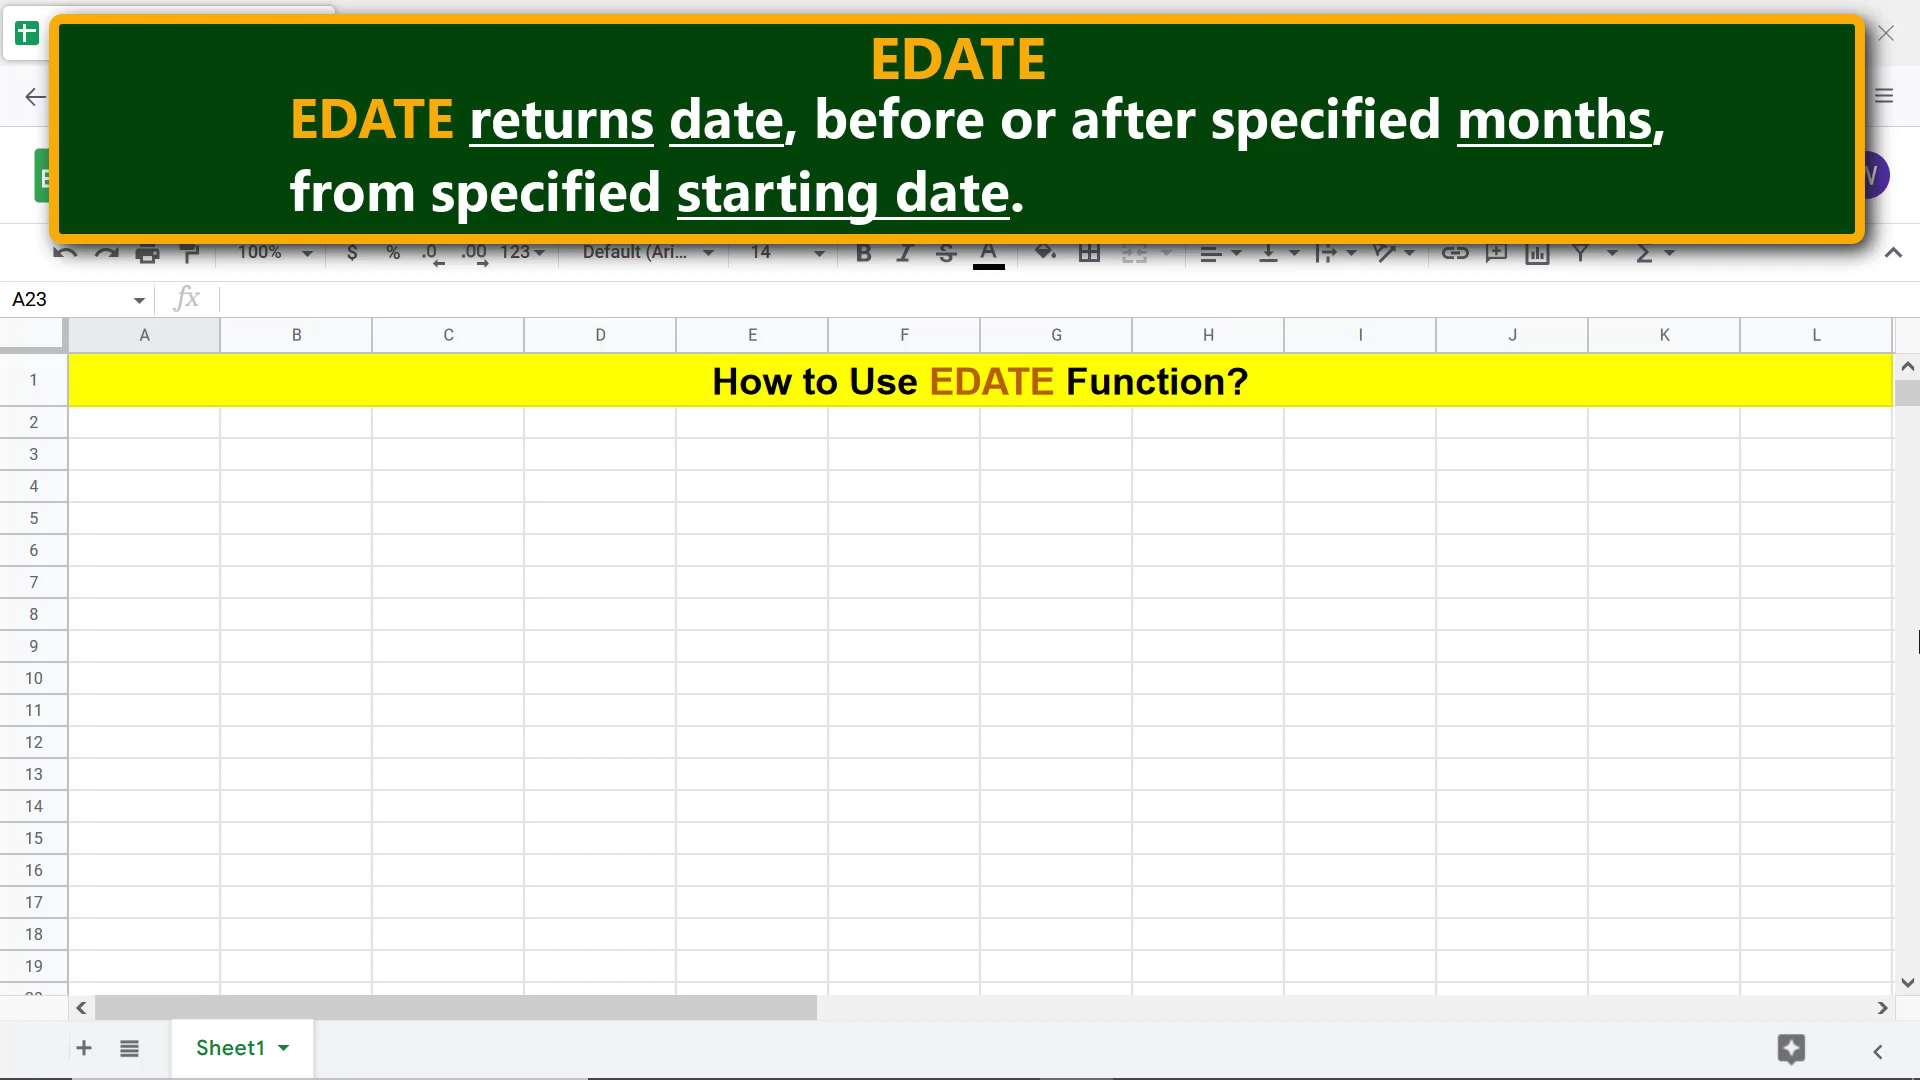 EDATE
EDATE returns date, before or after specified months,
from specified starting date.
100% $ % .0 .00 123 Default (Ari... 14 B I S A
A23 fx
A B C D E F G H I J K L
1 How to Use EDATE Function?
2
3
4
5
6
7
8
9
10
11
12
13
14
15
16
17
18
19
Sheet1